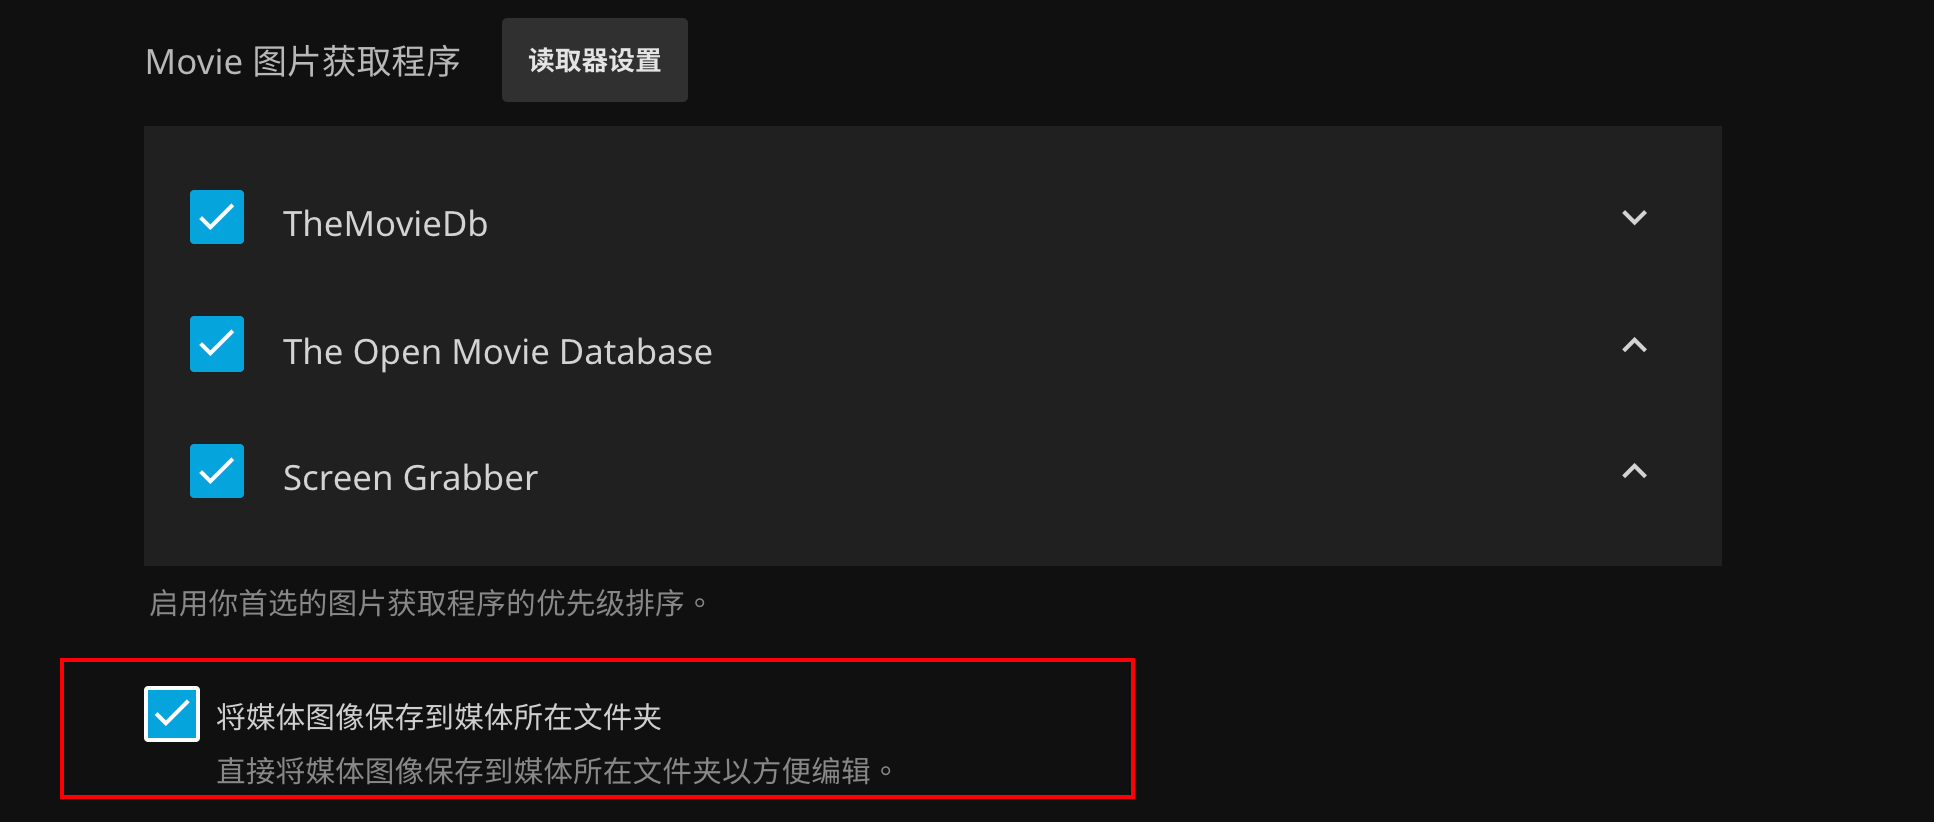 Movie 图片获取程序 读取器设置
TheMovieDb
The Open Movie Database
Screen Grabber
启用你首选的图片获取程序的优先级排序。
将媒体图像保存到媒体所在文件夹
直接将媒体图像保存到媒体所在文件夹以方便编辑。